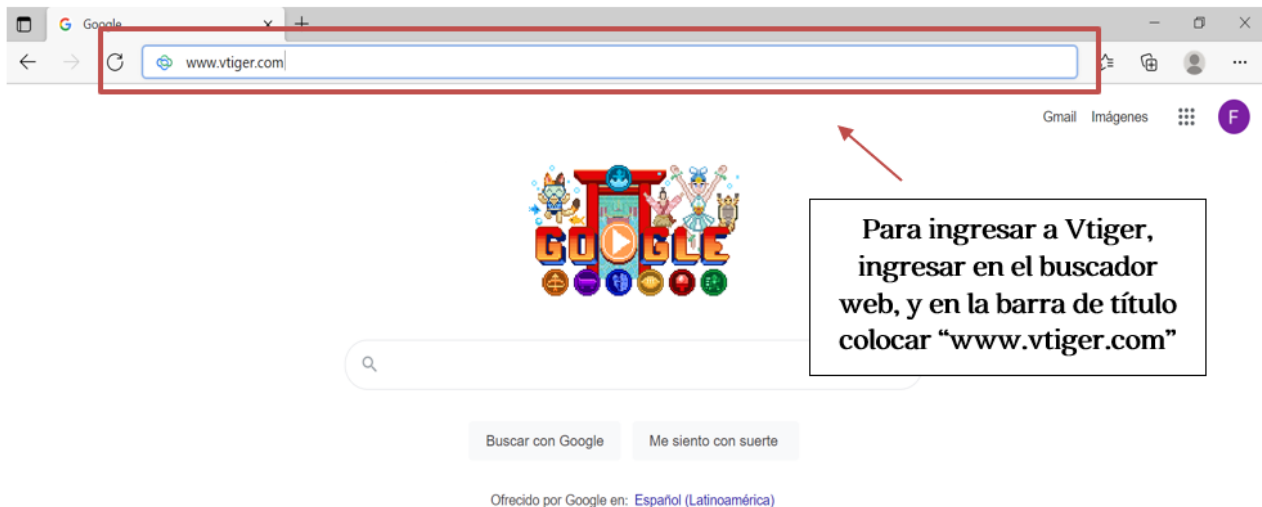 Google
www.vtiger.com
Gmail Imágenes
F
GOOGLE
Para ingresar a Vtiger,
ingresar en el buscador
web, y en la barra de título
colocar “www.vtiger.com”
Buscar con Google Me siento con suerte
Ofrecido por Google en: Español (Latinoamérica)